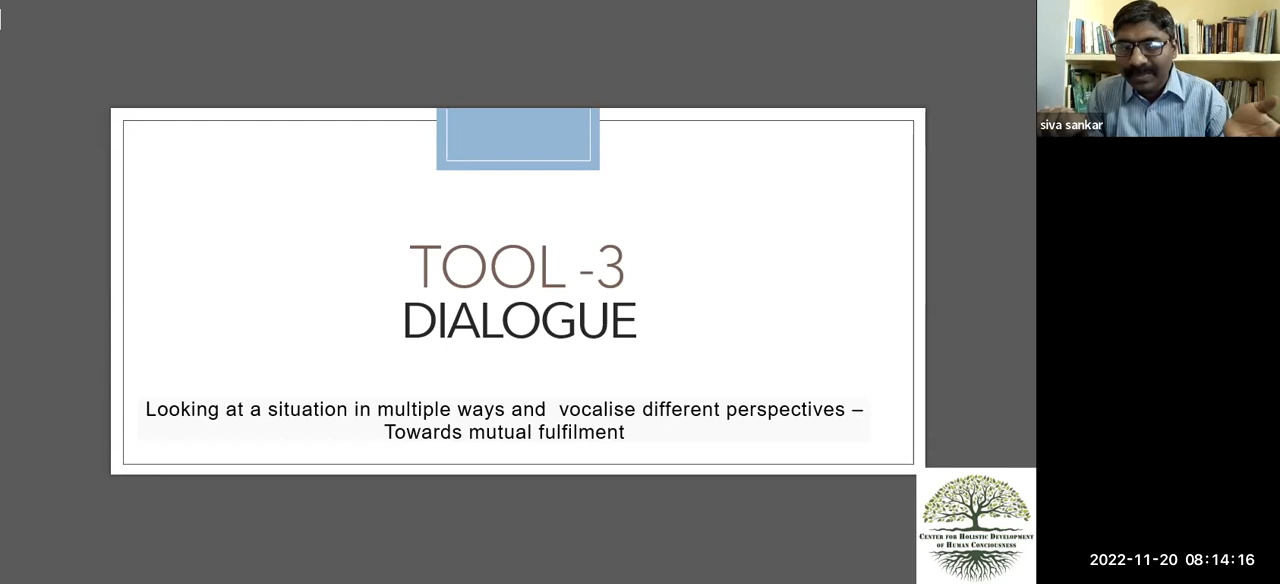 siva sankar
TOOL -3
DIALOGUE
Looking at a situation in multiple ways and  vocalise different perspectives –
Towards mutual fulfilment
CENTER FOR HOLISTIC DEVELOPMENT
OF HUMAN CONCIOUSNESS
2022-11-20 08:14:16